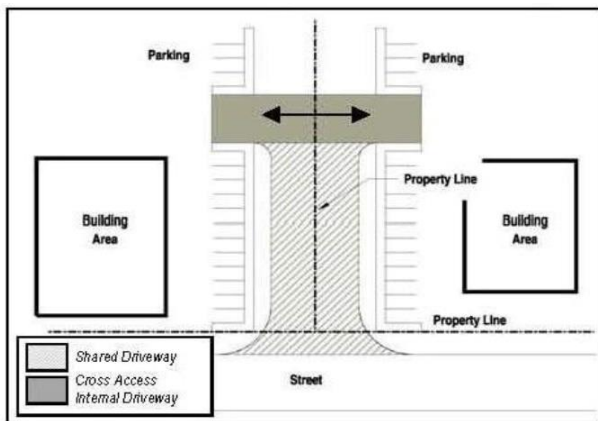 Parking
Parking
Property Line
Building
Area
Building
Area
Property Line
Shared Driveway
Cross Access
Internal Driveway
Street